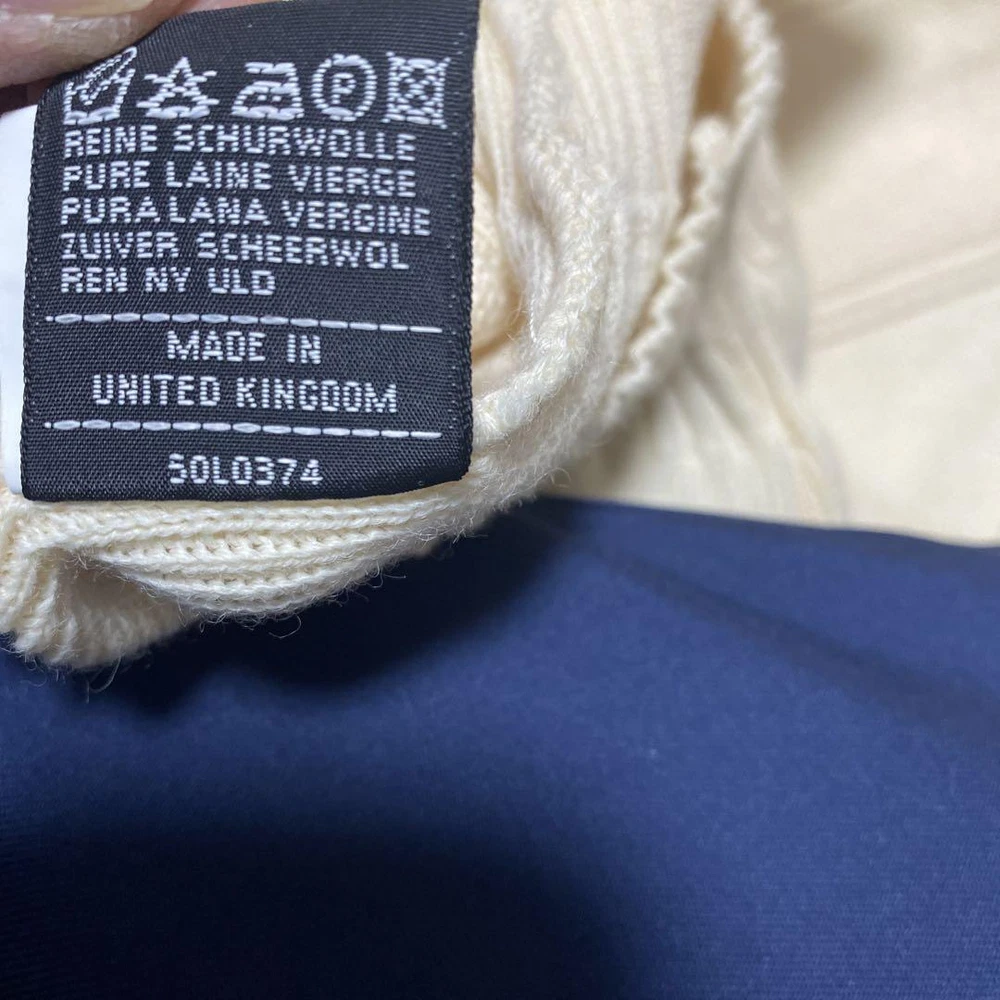 P
REINE SCHURWOLLE
PURE LAINE VIERGE
PURA LANA VERGINE
ZUIVER SCHEERWOL
REN NY ULD
MADE IN
UNITED KINGDOM
50L0374